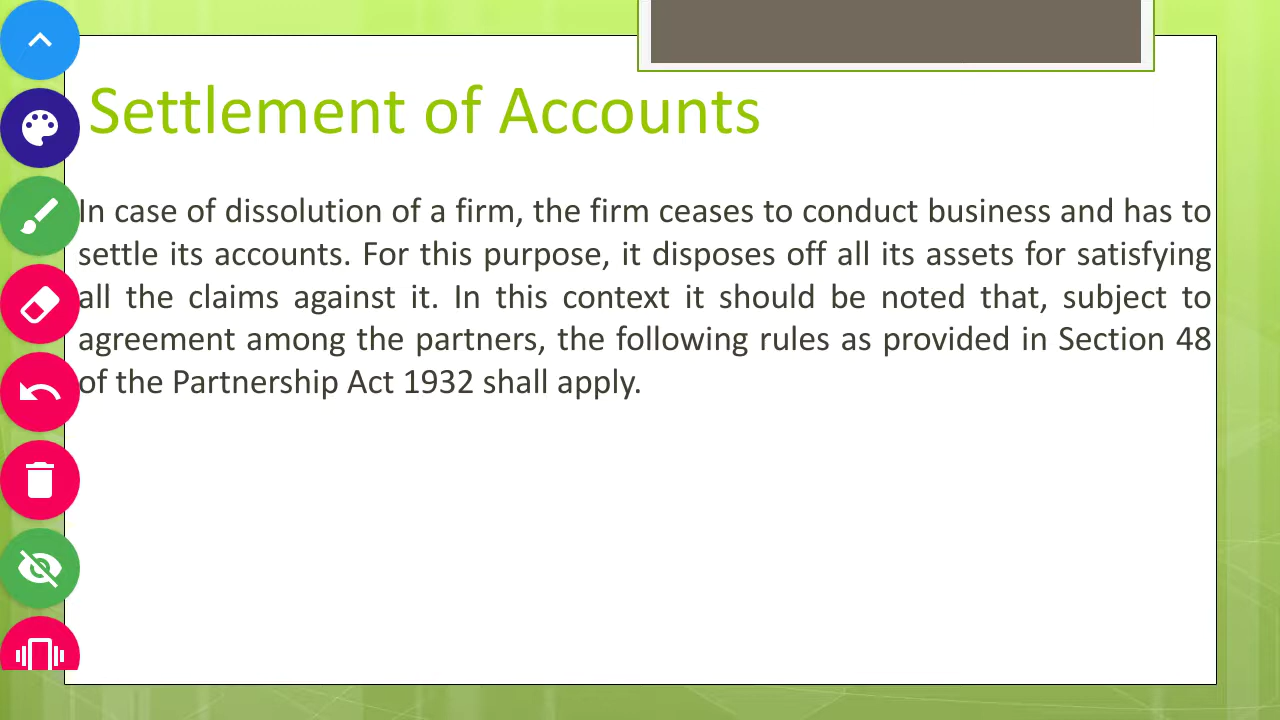 Settlement of Accounts
In case of dissolution of a firm, the firm ceases to conduct business and has to
settle its accounts. For this purpose, it disposes off all its assets for satisfying
all the claims against it. In this context it should be noted that, subject to
agreement among the partners, the following rules as provided in Section 48
of the Partnership Act 1932 shall apply.